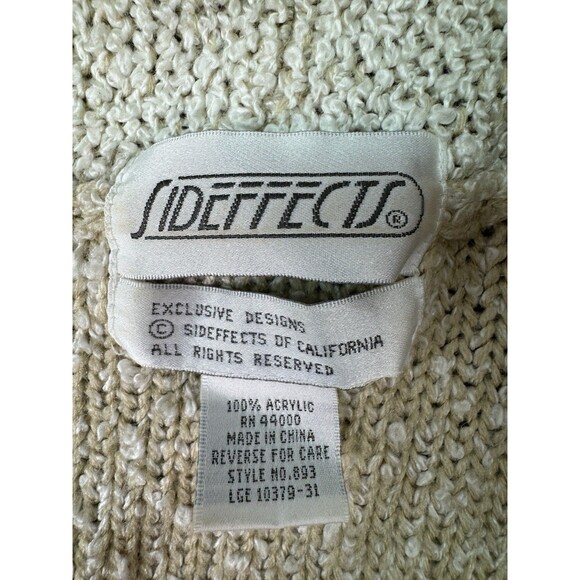 SIDEFFECTS®
EXCLUSIVE DESIGNS
© SIDEFFECTS OF CALIFORNIA
ALL RIGHTS RESERVED
100% ACRYLIC
RN 44000
MADE IN CHINA
REVERSE FOR CARE
STYLE NO.893
LGE 10379-31